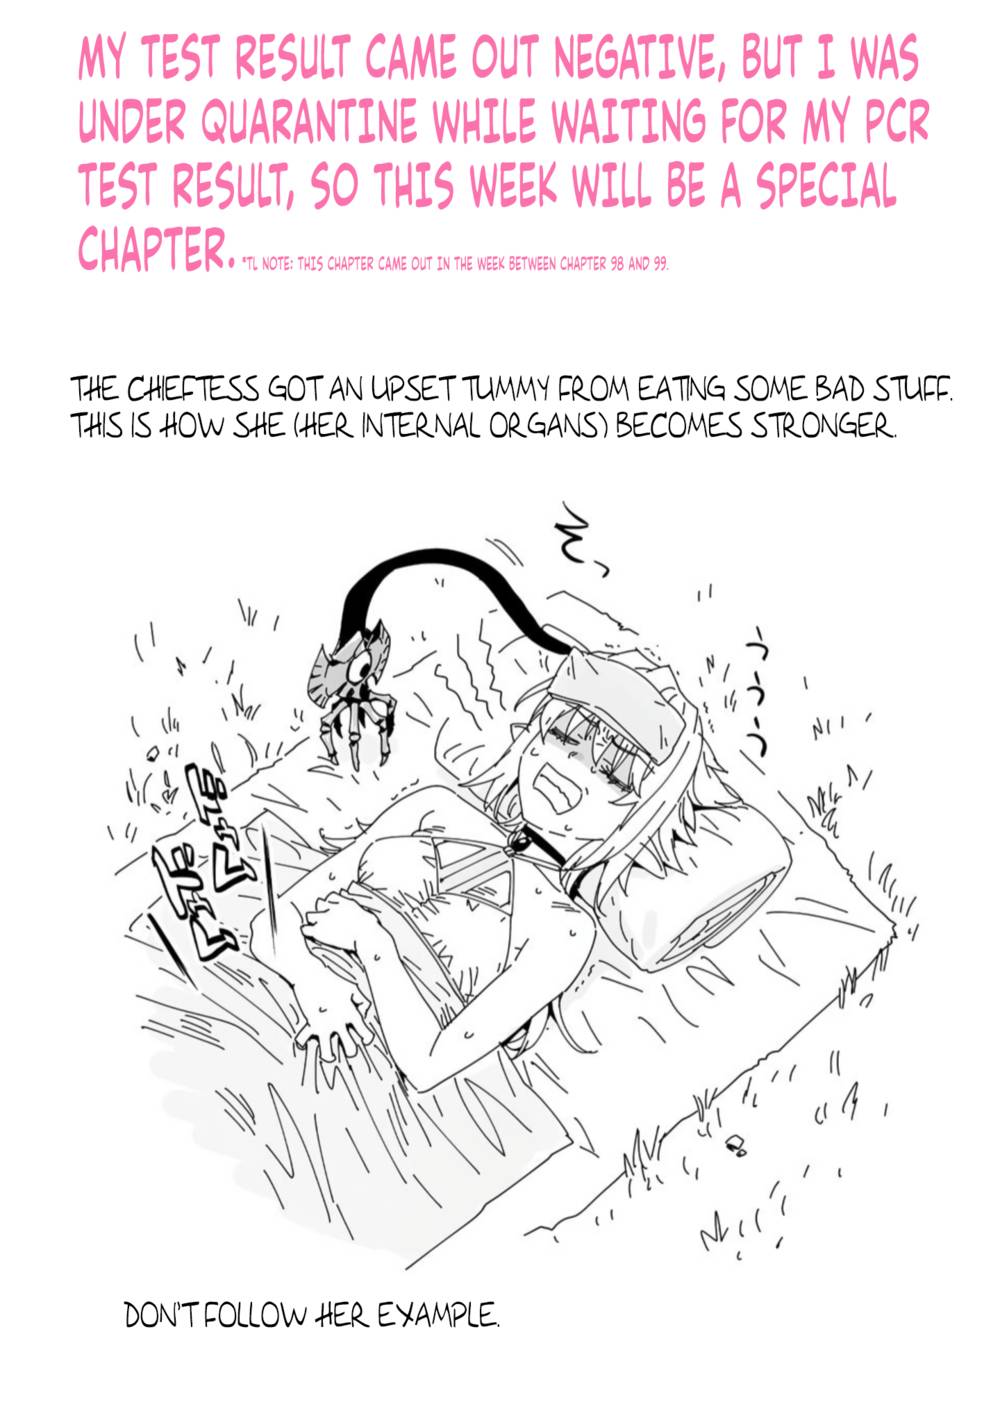 MY TEST RESULT CAME OUT NEGATIVE, BUT I WAS
UNDER QUARANTINE WHILE WAITING FOR MY PCR
TEST RESULT, SO THIS WEEK WILL BE A SPECIAL
CHAPTER. *TL NOTE: THIS CHAPTER CAME OUT IN THE WEEK BETWEEN CHAPTER 98 AND 99.
THE CHIEFTESS GOT AN UPSET TUMMY FROM EATING SOME BAD STUFF.
THIS IS HOW SHE (HER INTERNAL ORGANS) BECOMES STRONGER.
う
う
う
DON'T FOLLOW HER EXAMPLE.